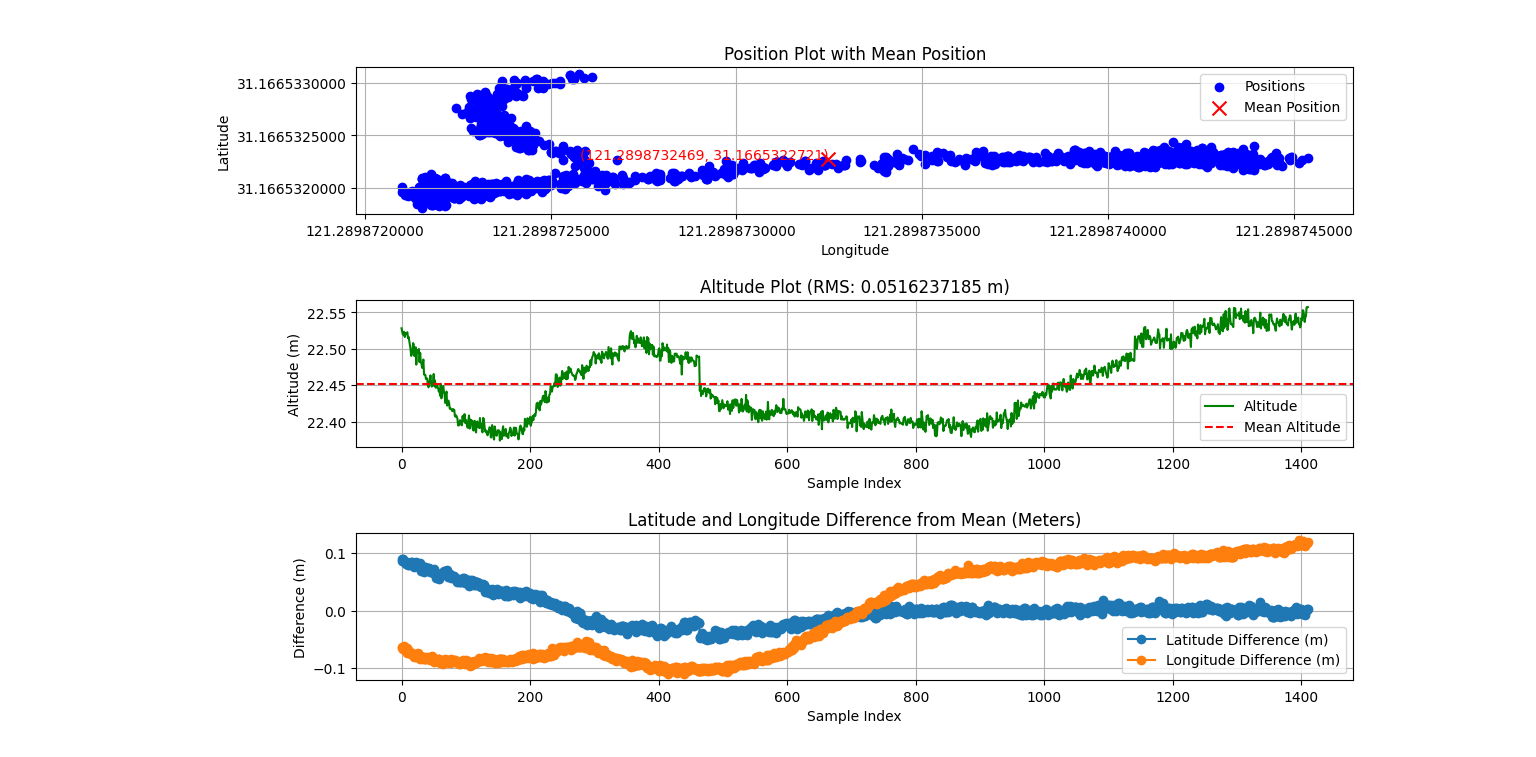 Position Plot with Mean Position
Latitude
31.1665330000
31.1665325000
31.1665320000
Positions
Mean Position
(121.2898732469, 31.1665322721)
121.2898720000 121.2898725000 121.2898730000 121.2898735000 121.2898740000 121.2898745000
Longitude
Altitude Plot (RMS: 0.0516237185 m)
Altitude (m)
22.55
22.50
22.45
22.40
Altitude
Mean Altitude
0 200 400 600 800 1000 1200 1400
Sample Index
Latitude and Longitude Difference from Mean (Meters)
Difference (m)
0.1
0.0
−0.1
Latitude Difference (m)
Longitude Difference (m)
0 200 400 600 800 1000 1200 1400
Sample Index